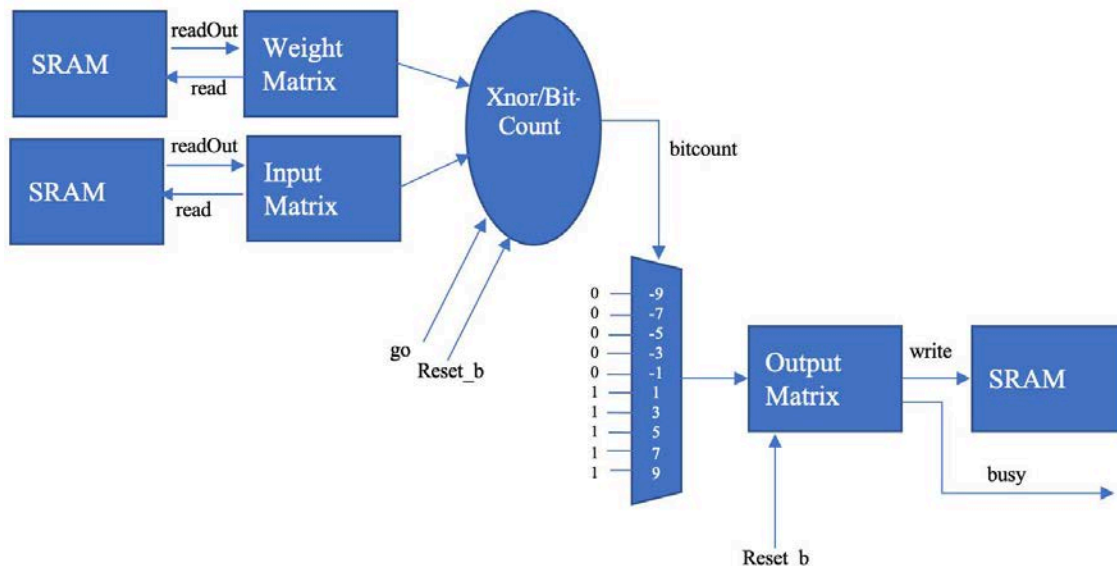 readOut
SRAM
Weight
Matrix
read
Xnor/Bit-
Count
readOut
SRAM
Input
Matrix
read
bitcount
go
Reset_b
0 -9
0 -7
0 -5
0 -3
0 -1
1 1
1 3
1 5
1 7
1 9
Output
Matrix
write
SRAM
busy
Reset_b